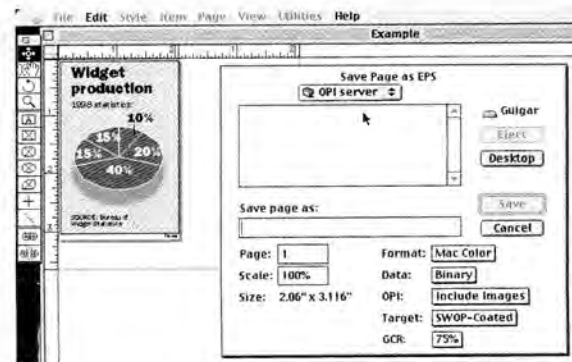 File Edit Style Item Page View Utilities Help
Example
Widget
production
1998 statistics:
10%
15%
15%
20%
40%
SOURCE: Bureau of
Widget Statistics
Save Page as EPS
OPI server
Guigar
Eject
Desktop
Save page as:
Save
Cancel
Page: 1
Format: Mac Color
Scale: 100%
Data: Binary
Size: 2.06" x 3.116"
OPI: Include Images
Target: SWOP-Coated
GCR: 75%